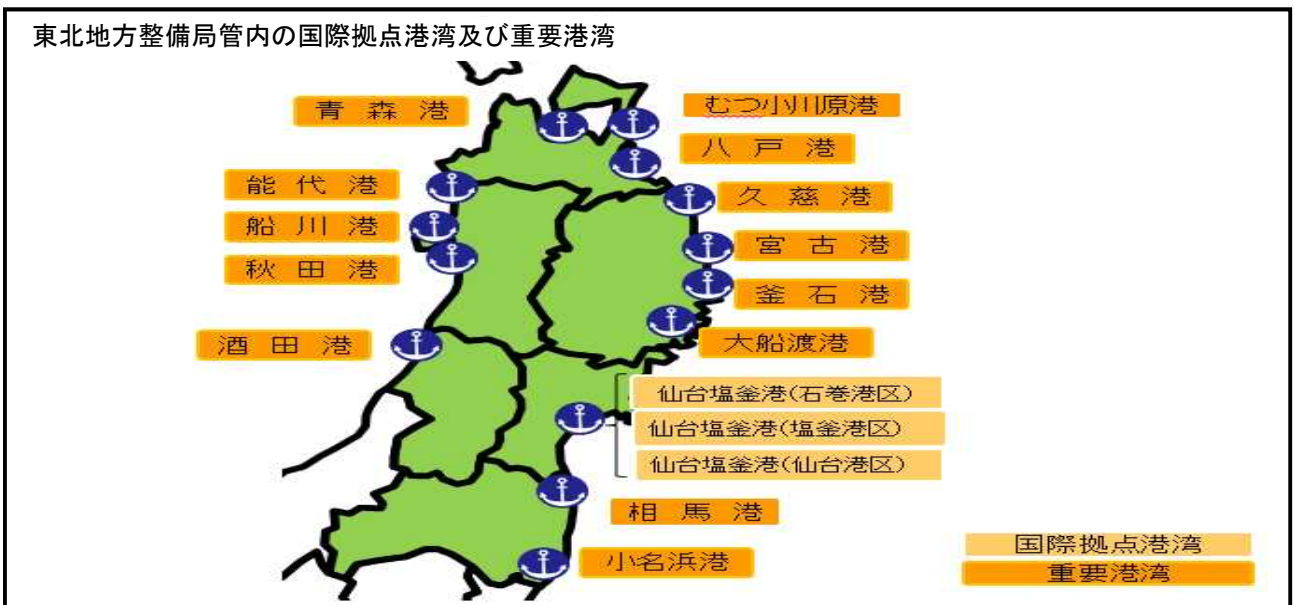 東北地方整備局管内の国際拠点港湾及び重要港湾
青森港
むつ小川原港
八戸港
能代港
久慈港
船川港
宮古港
秋田港
釜石港
酒田港
大船渡港
仙台塩釜港(石巻港区)
仙台塩釜港(塩釜港区)
仙台塩釜港(仙台港区)
相馬港
小名浜港
国際拠点港湾
重要港湾